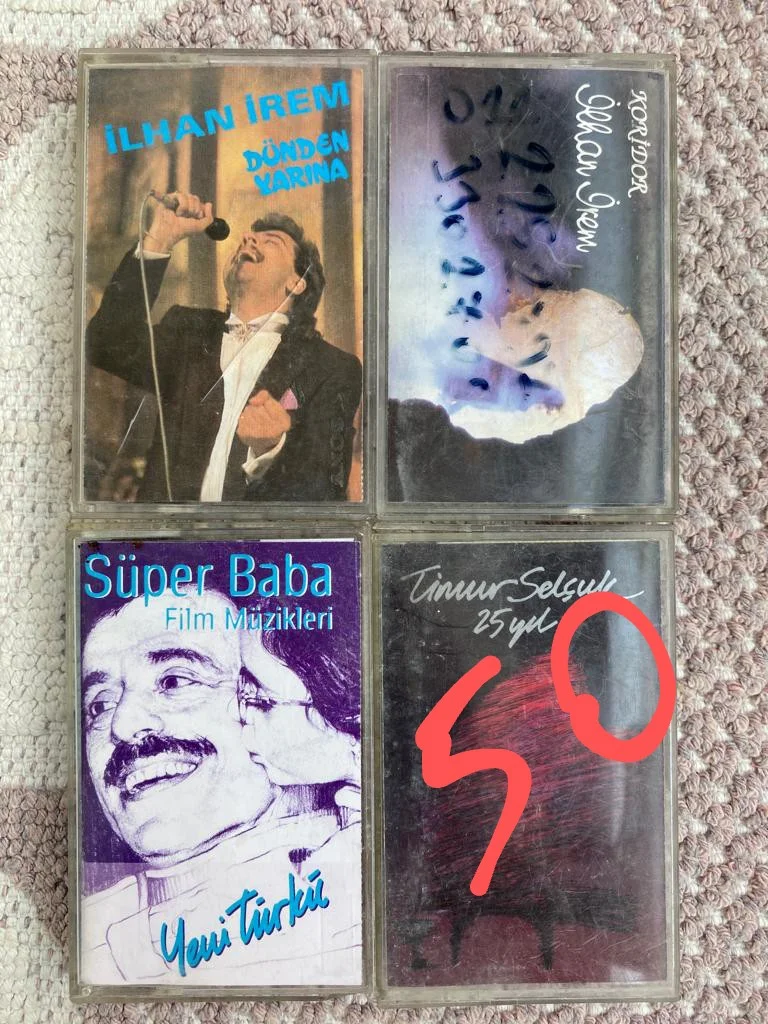 İLHAN İREM
DÜNDEN
YARINA
KORİDOR
İlhan İrem
Süper Baba
Film Müzikleri
Yeni Türkü
Timur Selçuk
25 yıl
50